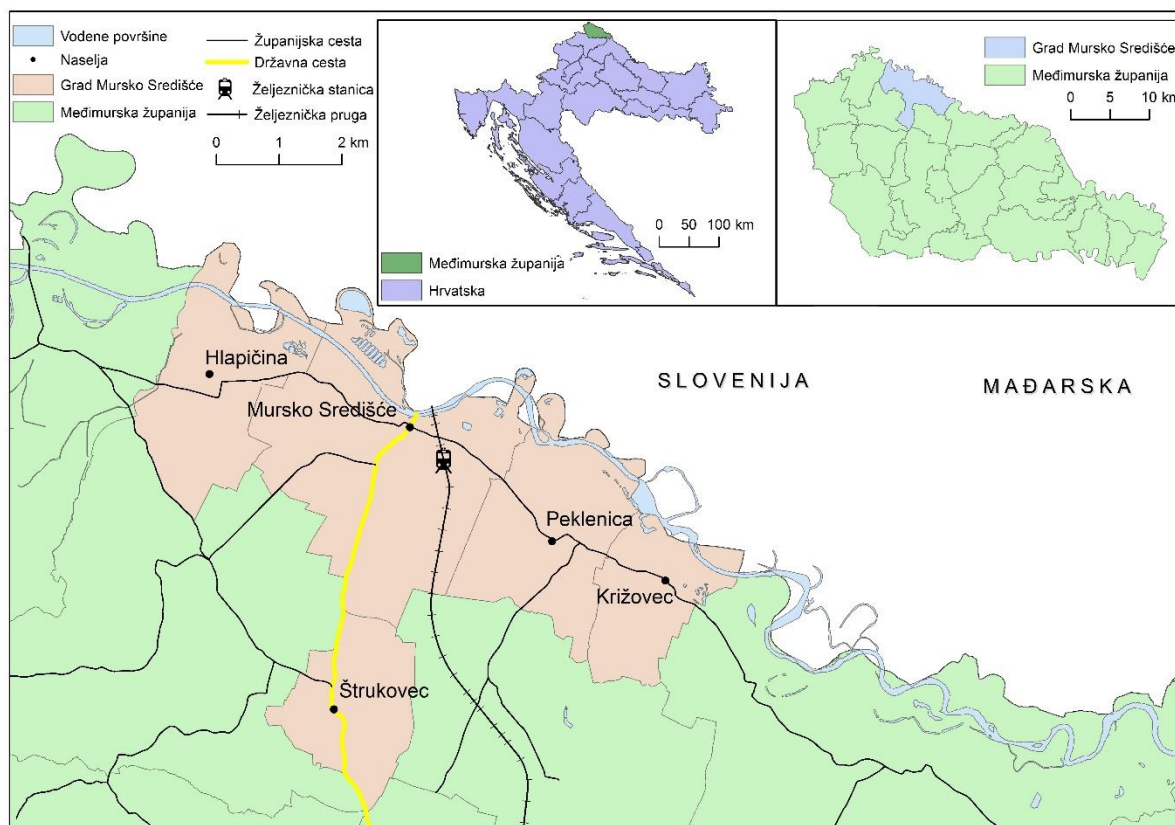 Vodene površine
Naselja
Grad Mursko Središće
Međimurska županija
Županijska cesta
Državna cesta
Željeznička stanica
Željeznička pruga
0 1 2 km
0 50 100 km
Međimurska županija
Hrvatska
Grad Mursko Središće
Međimurska županija
0 5 10 km
Hlapičina
SLOVENIJA
MAĐARSKA
Mursko Središće
Peklenica
Križovec
Štrukovec